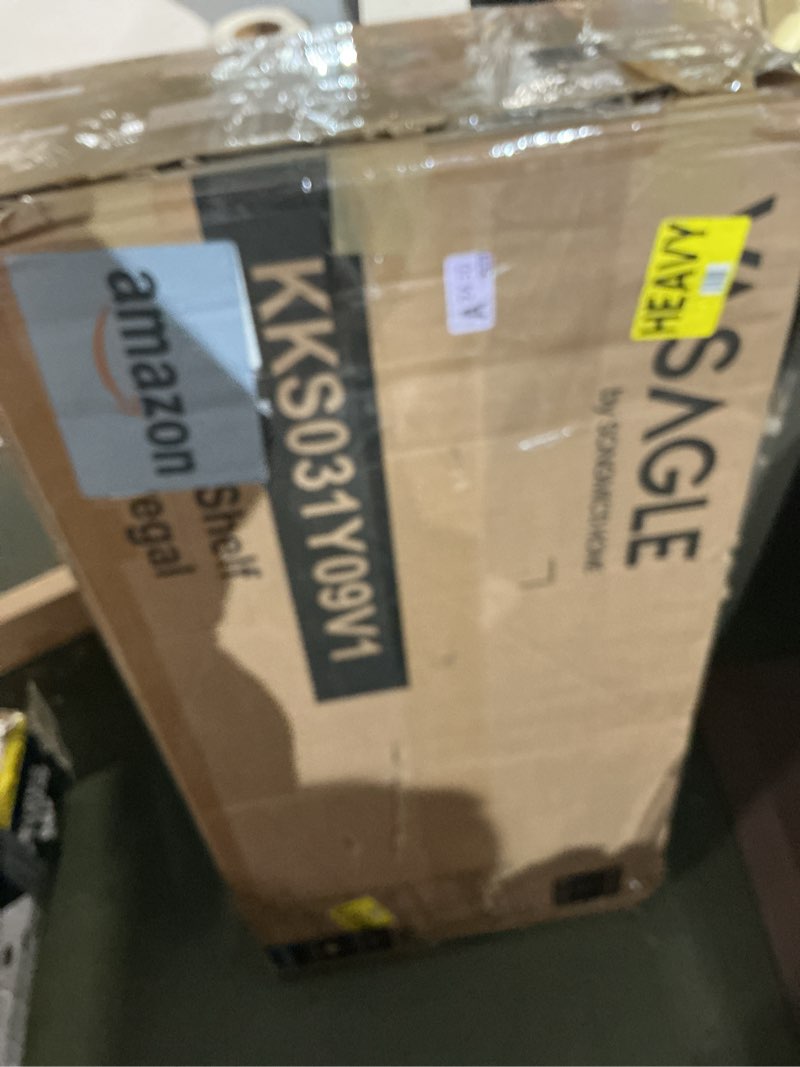 HEAVY
VASAGLE
by SONGMICS HOME
A
KKS031Y09V1
Shelf
egal
amazon